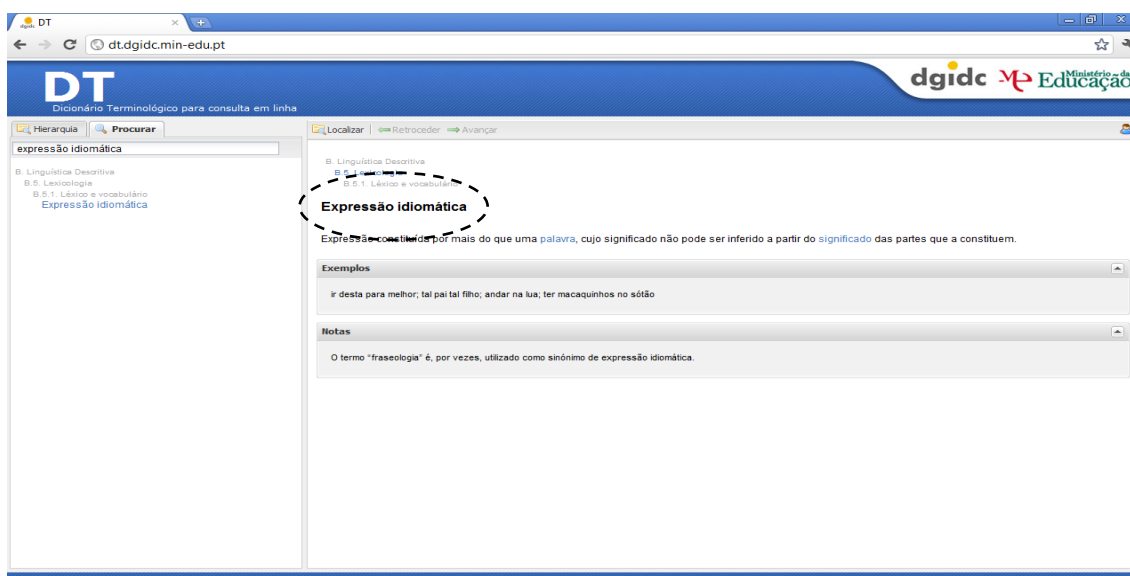 DT
dt.dgidc.min-edu.pt
DT
Dicionário Terminológico para consulta em linha
dgidc
Ministério da
Educação
Hierarquia
Procurar
Localizar
Retroceder
Avançar
expressão idiomática
B. Linguística Descritiva
B.5. Lexicologia
B.5.1. Léxico e vocabulário
Expressão idiomática
B. Linguística Descritiva
B.5. Lexicologia
B.5.1. Léxico e vocabulário
Expressão idiomática
Expressão constituída por mais do que uma palavra, cujo significado não pode ser inferido a partir do significado das partes que a constituem.
Exemplos
ir desta para melhor; tal pai tal filho; andar na lua; ter macaquinhos no sótão
Notas
O termo "fraseologia" é, por vezes, utilizado como sinónimo de expressão idiomática.